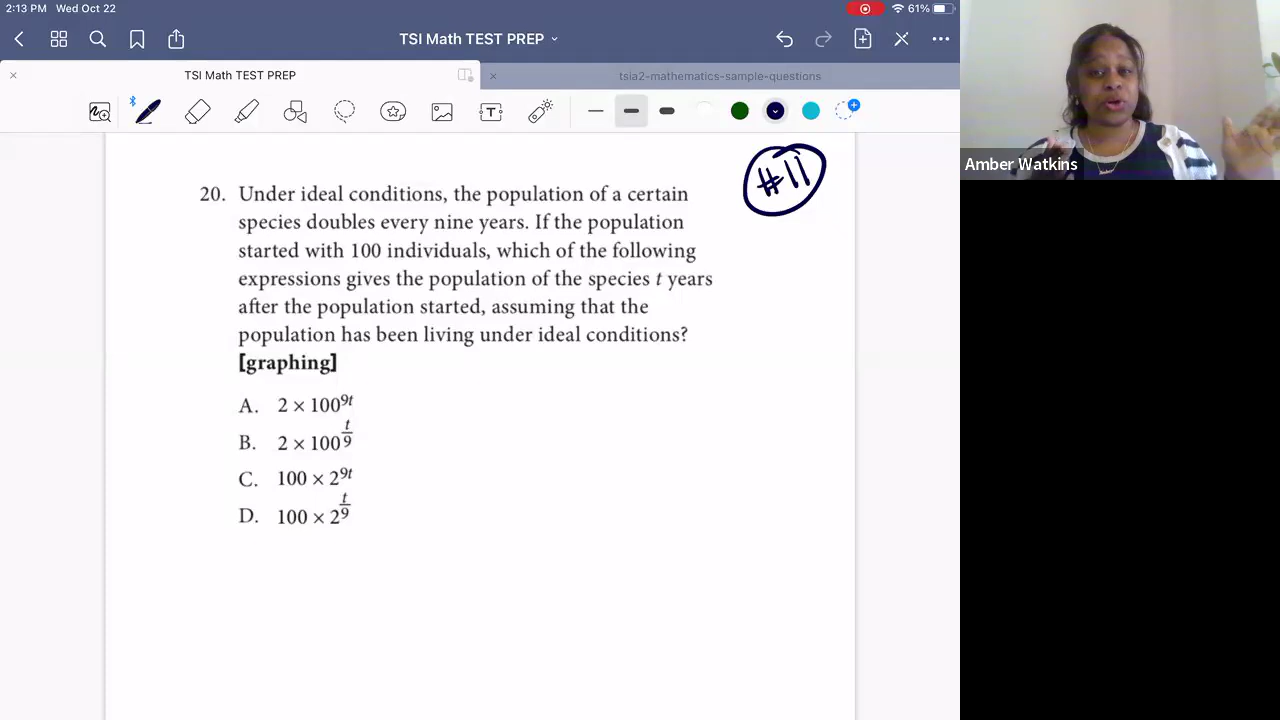 2:13 PM Wed Oct 22
61%
TSI Math TEST PREP
TSI Math TEST PREP
tsia2-mathematics-sample-questions
T
Amber Watkins
#11
20. Under ideal conditions, the population of a certain
species doubles every nine years. If the population
started with 100 individuals, which of the following
expressions gives the population of the species t years
after the population started, assuming that the
population has been living under ideal conditions?
[graphing]
A. 2 × 100^{9t}
B. 2 × 100^{t/9}
C. 100 × 2^{9t}
D. 100 × 2^{t/9}